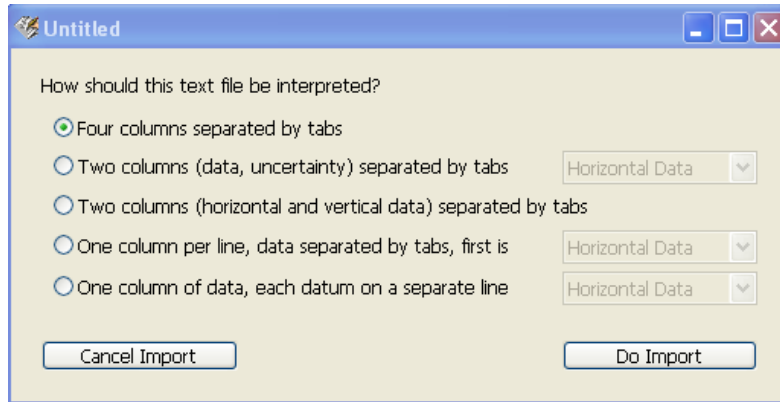 Untitled
How should this text file be interpreted?
Four columns separated by tabs
Two columns (data, uncertainty) separated by tabs Horizontal Data
Two columns (horizontal and vertical data) separated by tabs
One column per line, data separated by tabs, first is Horizontal Data
One column of data, each datum on a separate line Horizontal Data
Cancel Import Do Import